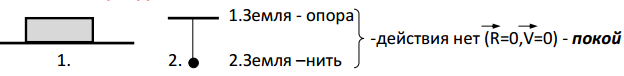 1.Земля - опора
-действия нет (R=0,V=0) - покой
1. 2. 2.Земля –нить